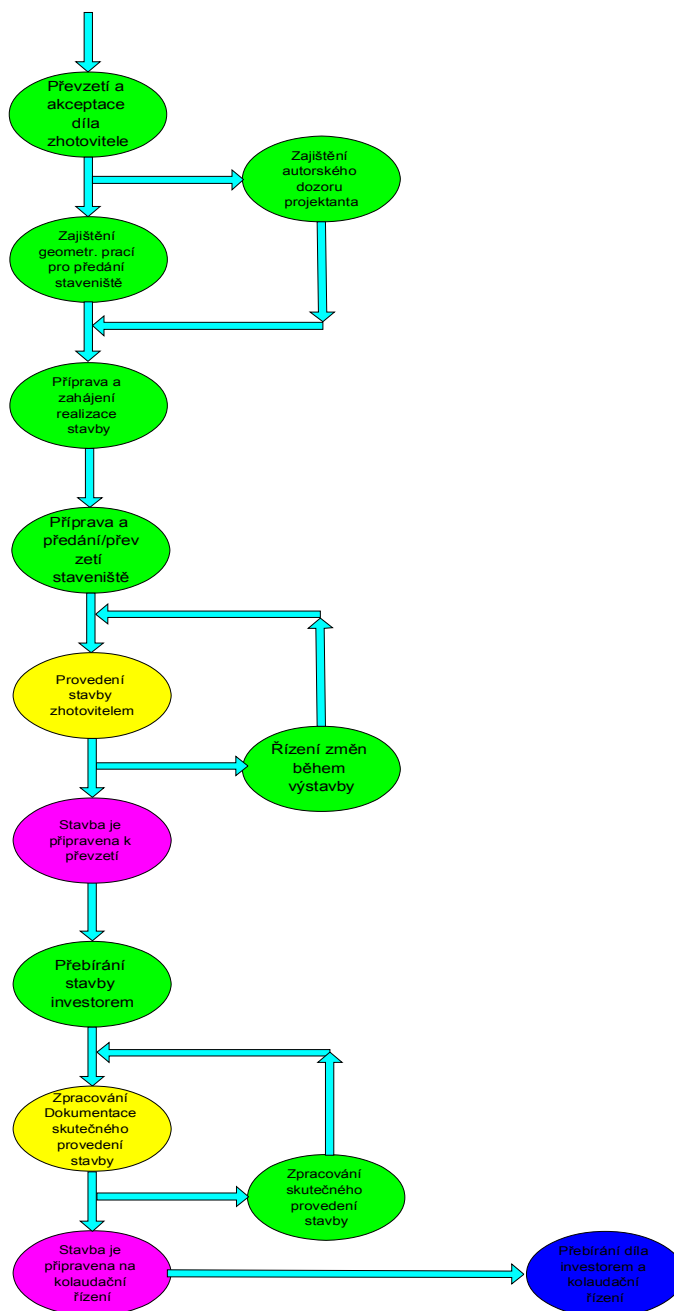 Převzetí a
akceptace
díla
zhotovitele
Zajištění
autorského
dozoru
projektanta
Zajištění
geometr. prací
pro předání
staveniště
Příprava a
zahájení
realizace
stavby
Příprava a
předání/přev
zetí
staveniště
Provedení
stavby
zhotovitelem
Řízení změn
během
výstavby
Stavba je
připravena k
převzetí
Přebírání
stavby
investorem
Zpracování
Dokumentace
skutečného
provedení
stavby
Zpracování
skutečného
provedení
stavby
Stavba je
připravena na
kolaudační
řízení
Přebírání díla
investorem a
kolaudační
řízení